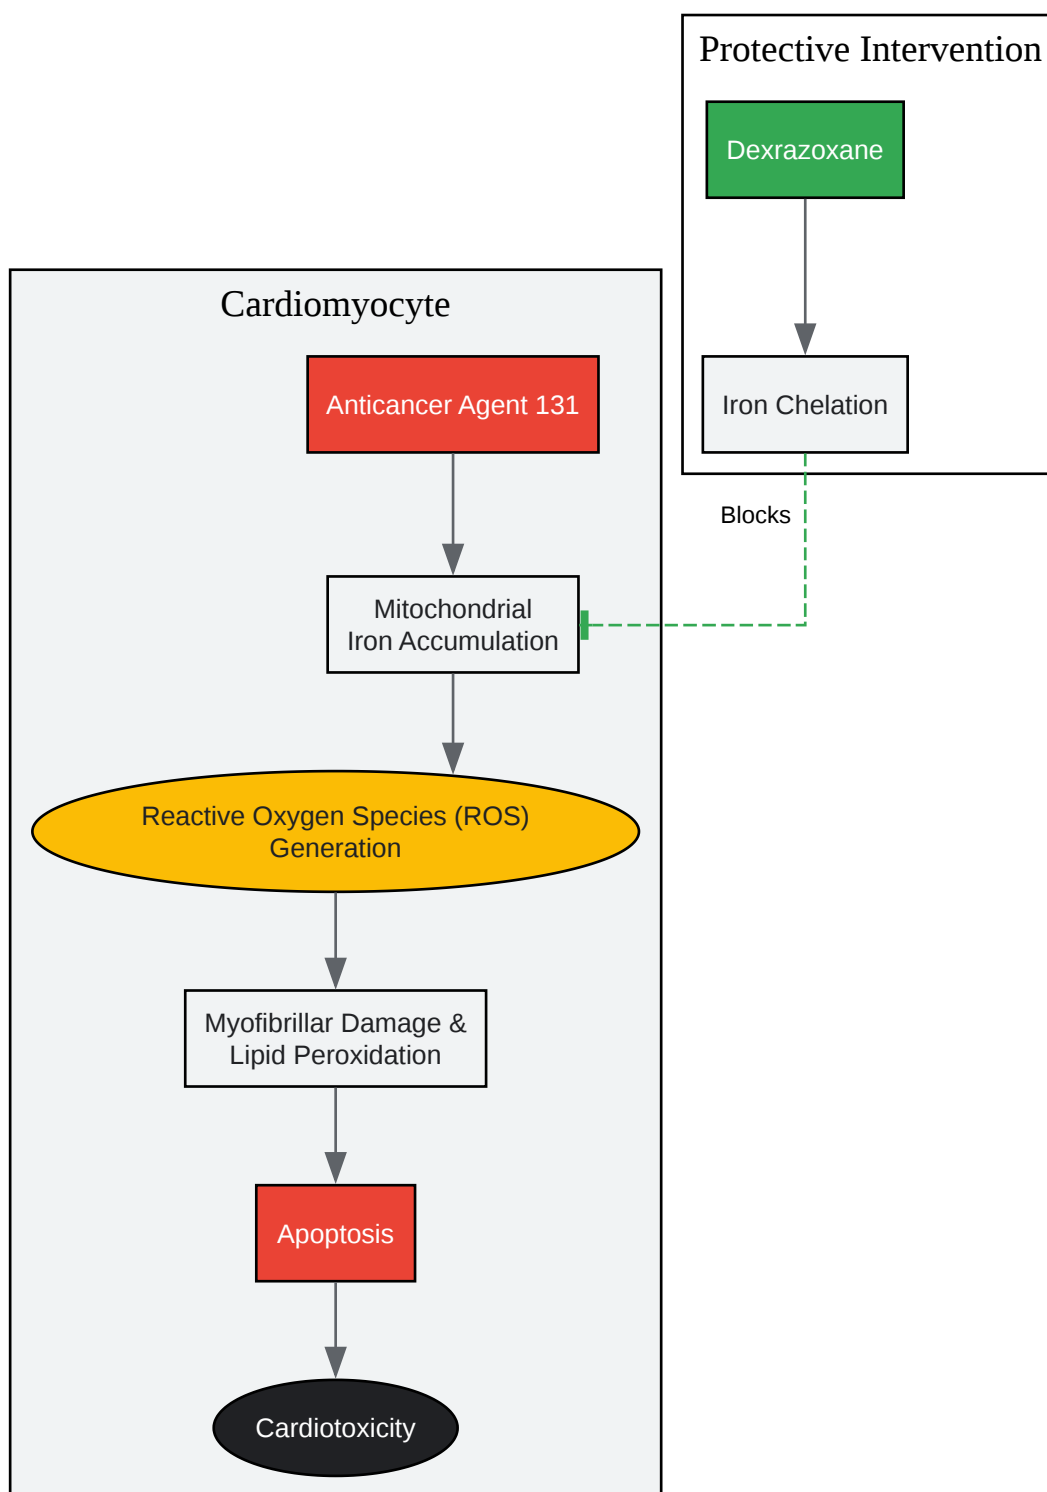 Protective Intervention
Dexrazoxane
Iron Chelation
Blocks
Cardiomyocyte
Anticancer Agent 131
Mitochondrial
Iron Accumulation
Reactive Oxygen Species (ROS)
Generation
Myofibrillar Damage &
Lipid Peroxidation
Apoptosis
Cardiotoxicity